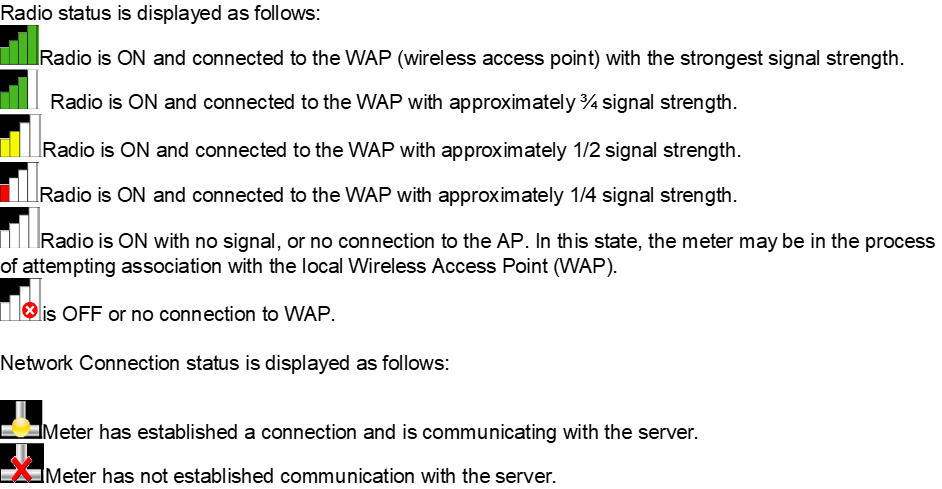 Radio status is displayed as follows:
Radio is ON and connected to the WAP (wireless access point) with the strongest signal strength.
Radio is ON and connected to the WAP with approximately ¾ signal strength.
Radio is ON and connected to the WAP with approximately 1/2 signal strength.
Radio is ON and connected to the WAP with approximately 1/4 signal strength.
Radio is ON with no signal, or no connection to the AP. In this state, the meter may be in the process
of attempting association with the local Wireless Access Point (WAP).
is OFF or no connection to WAP.
Network Connection status is displayed as follows:
Meter has established a connection and is communicating with the server.
Meter has not established communication with the server.